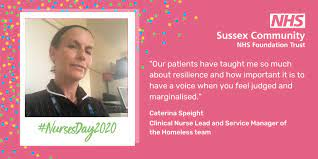 NHS
Sussex Community
NHS Foundation Trust
"Our patients have taught me so much
about resilience and how important it is to
have a voice when you feel judged and
marginalised."
Caterina Speight
Clinical Nurse Lead and Service Manager of
the Homeless team
#NursesDay2020